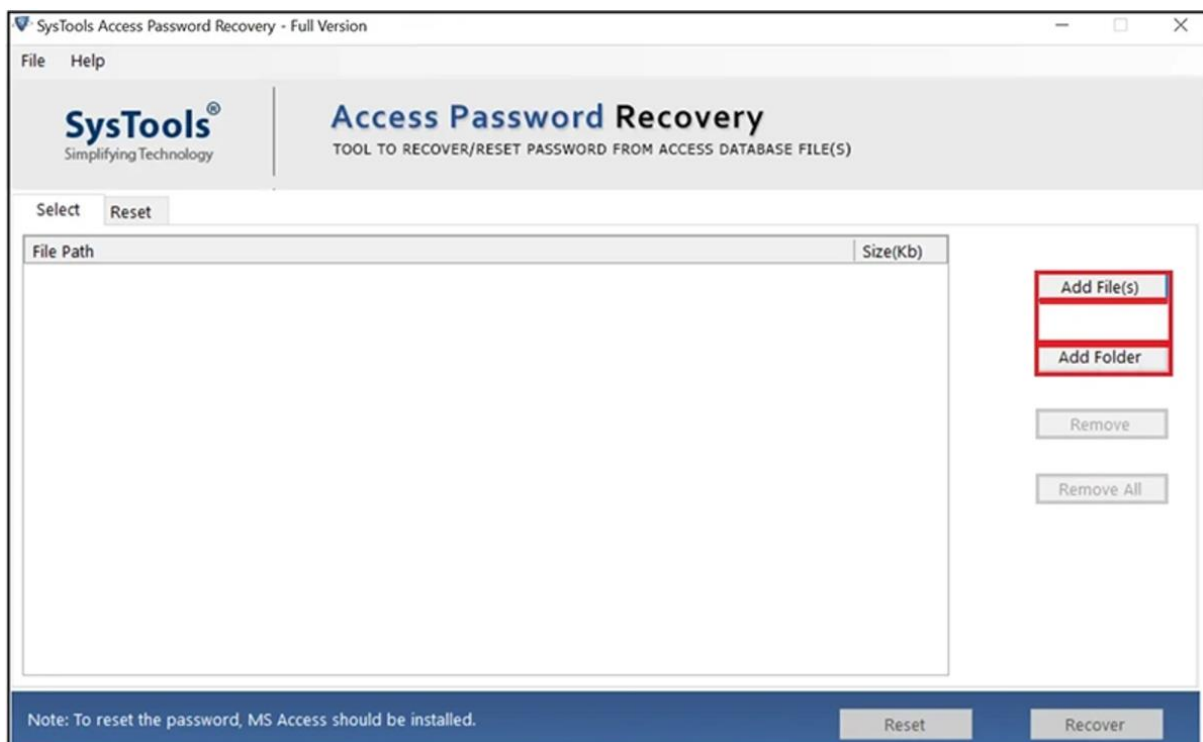 SysTools Access Password Recovery - Full Version
File Help
SysTools®
Simplifying Technology
Access Password Recovery
TOOL TO RECOVER/RESET PASSWORD FROM ACCESS DATABASE FILE(S)
Select Reset
File Path Size(Kb)
Add File(s)
Add Folder
Remove
Remove All
Note: To reset the password, MS Access should be installed.
Reset Recover